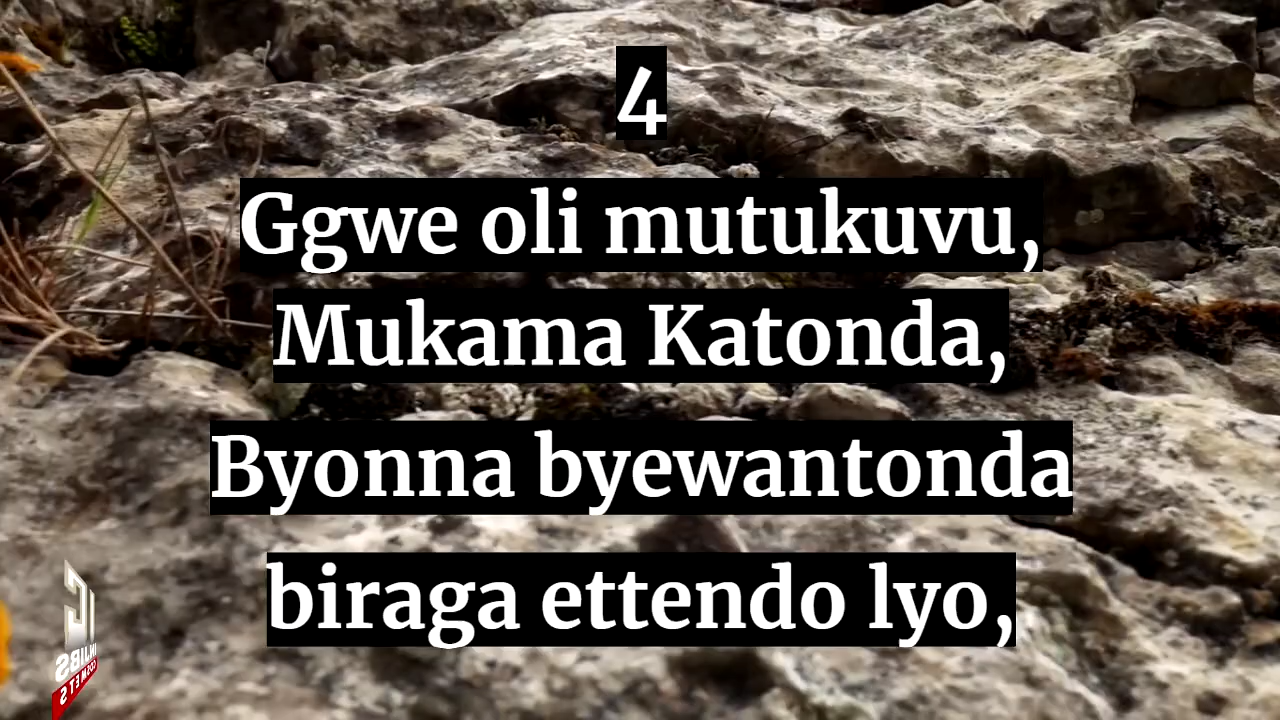 4
Ggwe oli mutukuvu,
Mukama Katonda,
Byonna byewantonda
biraga ettendo lyo,